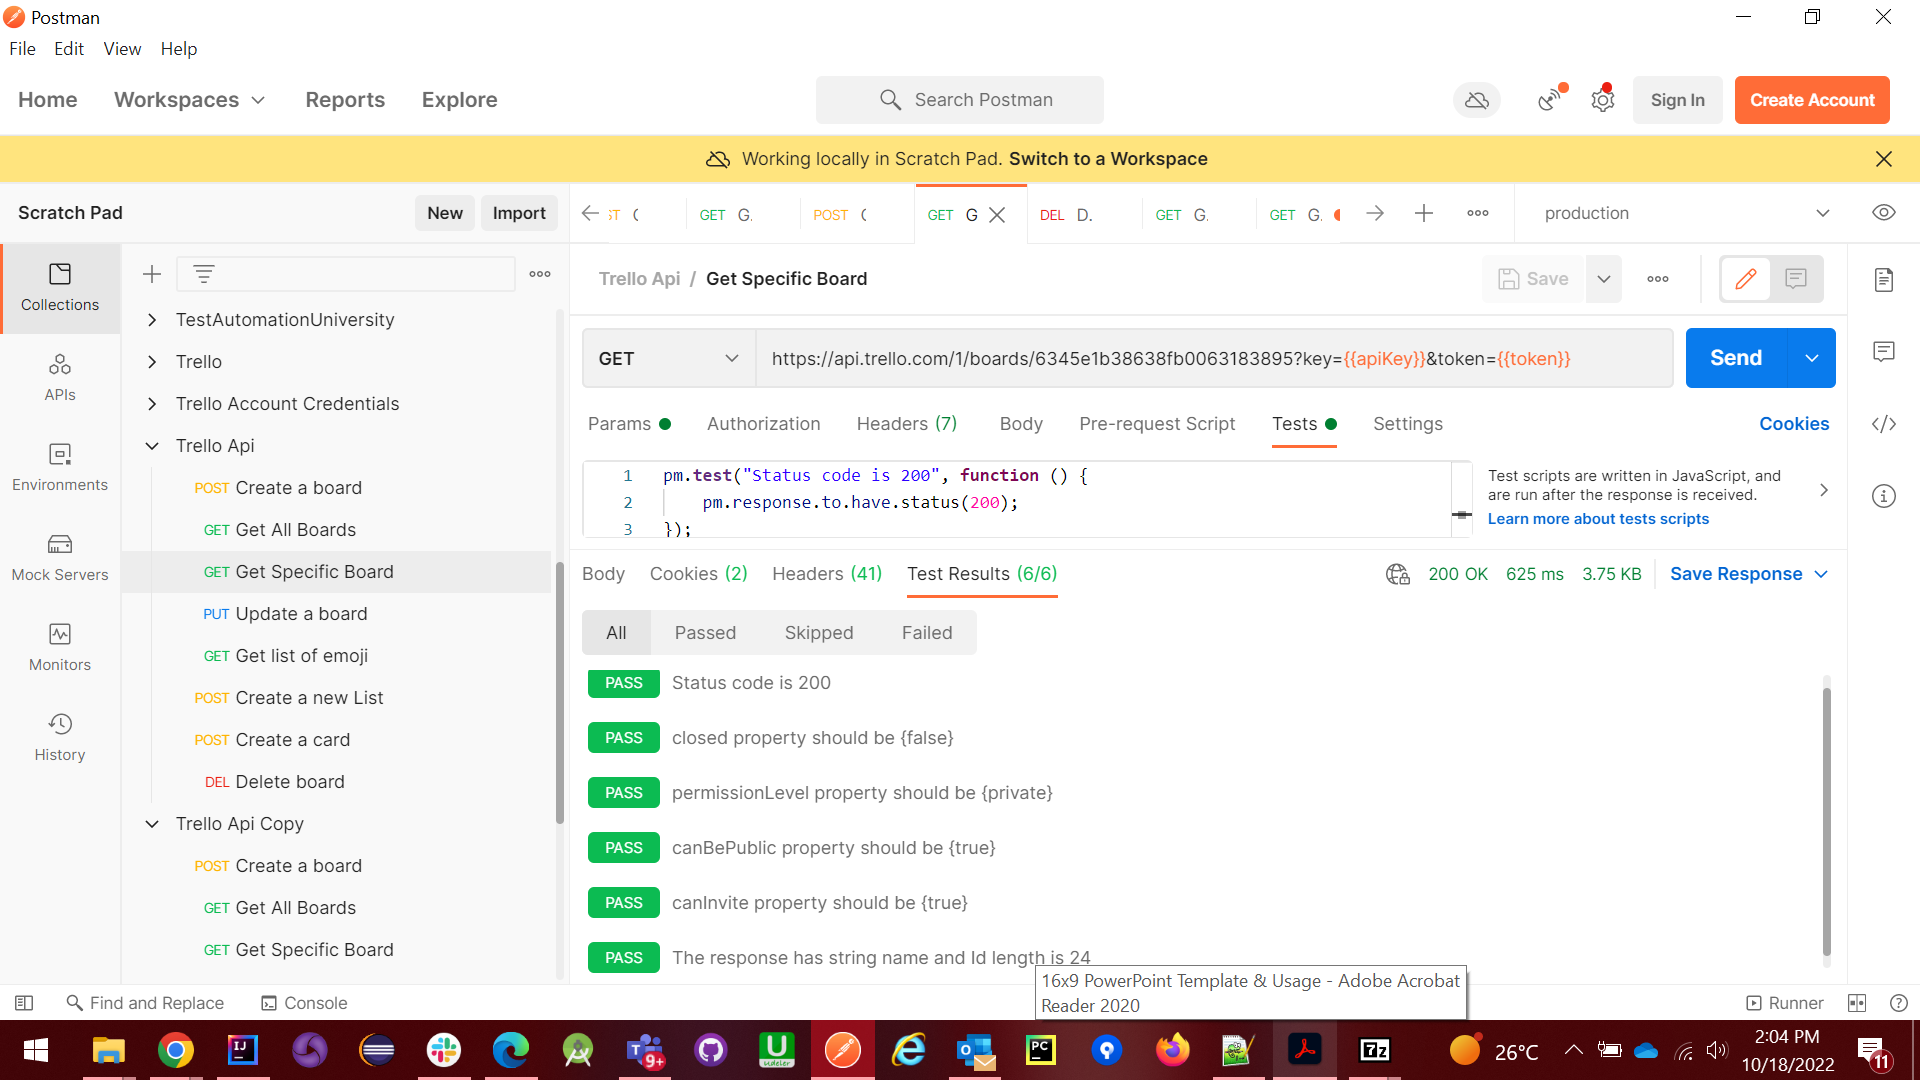 Postman
File Edit View Help
Home Workspaces Reports Explore Search Postman Sign In Create Account
Working locally in Scratch Pad. Switch to a Workspace
Scratch Pad New Import GET G. POST GET G DEL D. GET G. GET G. production
Collections
APIs
Environments
Mock Servers
Monitors
History
TestAutomationUniversity
Trello
Trello Account Credentials
Trello Api
POST Create a board
GET Get All Boards
GET Get Specific Board
PUT Update a board
GET Get list of emoji
POST Create a new List
POST Create a card
DEL Delete board
Trello Api Copy
POST Create a board
GET Get All Boards
GET Get Specific Board
Trello Api / Get Specific Board Save
GET https://api.trello.com/1/boards/6345e1b38638fb0063183895?key={{apiKey}}&token={{token}} Send
Params Authorization Headers (7) Body Pre-request Script Tests Settings Cookies
1 pm.test("Status code is 200", function () {
2 pm.response.to.have.status(200);
3 });
Test scripts are written in JavaScript, and
are run after the response is received.
Learn more about tests scripts
Body Cookies (2) Headers (41) Test Results (6/6) 200 OK 625 ms 3.75 KB Save Response
All Passed Skipped Failed
PASS Status code is 200
PASS closed property should be {false}
PASS permissionLevel property should be {private}
PASS canBePublic property should be {true}
PASS canInvite property should be {true}
PASS The response has string name and Id length is 24
16x9 PowerPoint Template & Usage - Adobe Acrobat
Reader 2020
Find and Replace Console Runner
IJ 9+ U udeler PC 7z 26°C 2:04 PM
10/18/2022 11